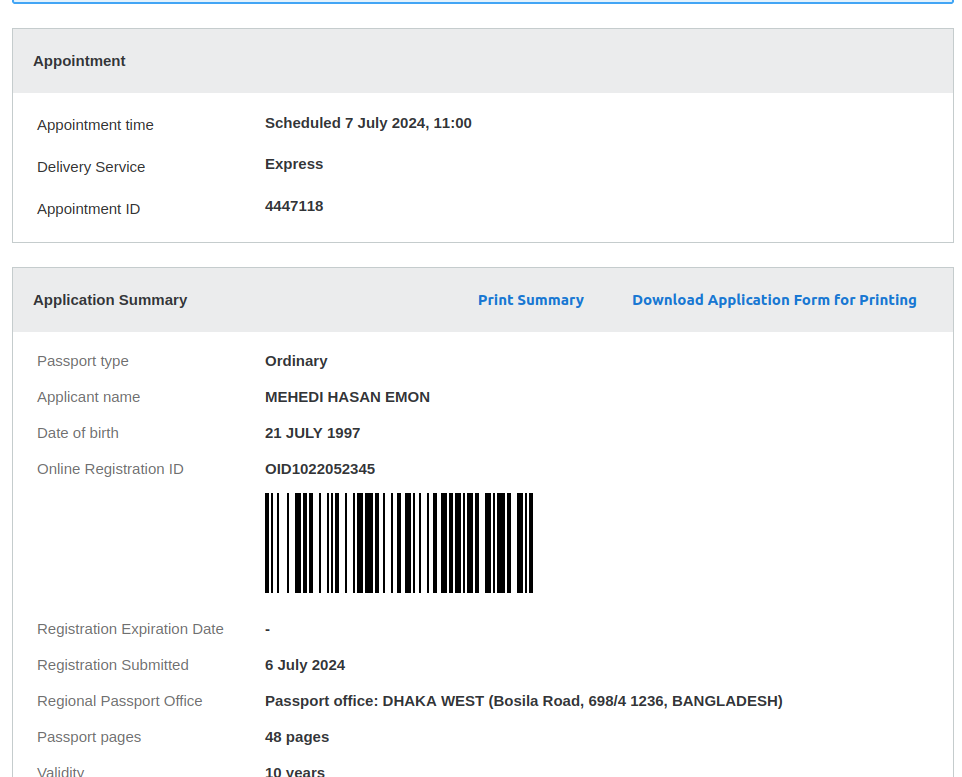 Appointment
Appointment time Scheduled 7 July 2024, 11:00
Delivery Service Express
Appointment ID 4447118
Application Summary Print Summary Download Application Form for Printing
Passport type Ordinary
Applicant name MEHEDI HASAN EMON
Date of birth 21 JULY 1997
Online Registration ID OID1022052345
Registration Expiration Date -
Registration Submitted 6 July 2024
Regional Passport Office Passport office: DHAKA WEST (Bosila Road, 698/4 1236, BANGLADESH)
Passport pages 48 pages
Validity 10 years